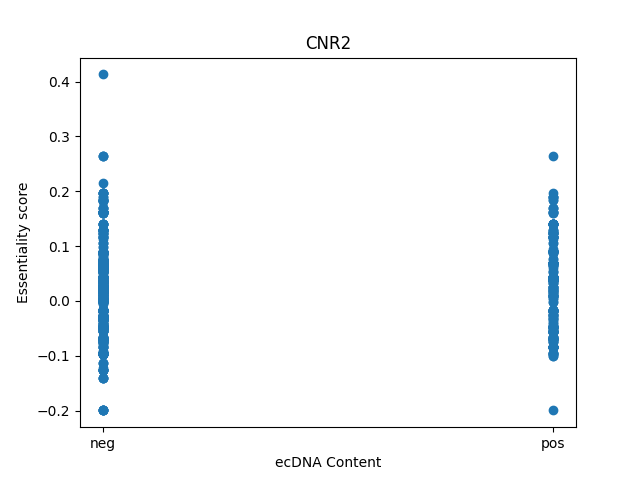 CNR2
Essentiality score
0.4
0.3
0.2
0.1
0.0
−0.1
−0.2
neg
pos
ecDNA Content